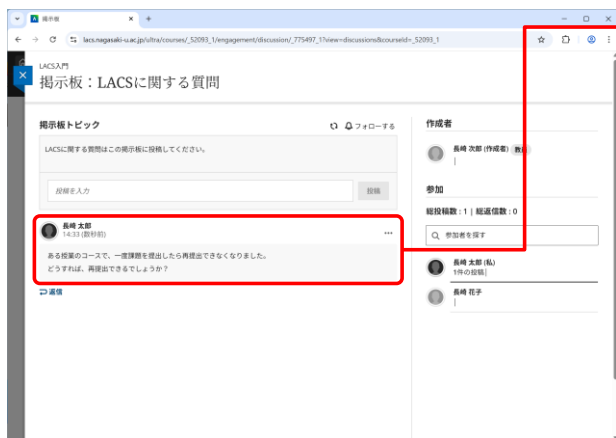 掲示板
lacs.nagasaki-u.ac.jp/ultra/courses/_52093_1/engagement/discussion/_775497_1?view=discussions&courseId=_52093_1
LACS入門
掲示板：LACSに関する質問
掲示板トピック
フォローする
LACSに関する質問はこの掲示板に投稿してください。
投稿を入力
投稿
長崎 太郎
14:33 (数秒前)
ある授業のコースで、一度課題を提出したら再提出できなくなりました。
どうすれば、再提出できるでしょうか？
返信
作成者
長崎 次郎 (作成者)
参加
総投稿数：1 | 総返信数：0
参加者を探す
長崎 太郎 (私)
1件の投稿|
長崎 花子